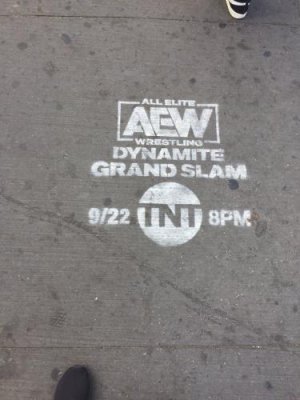 ALL ELITE
AEW
WRESTLING
DYNAMITE
GRAND SLAM
9/22 TNT 8PM